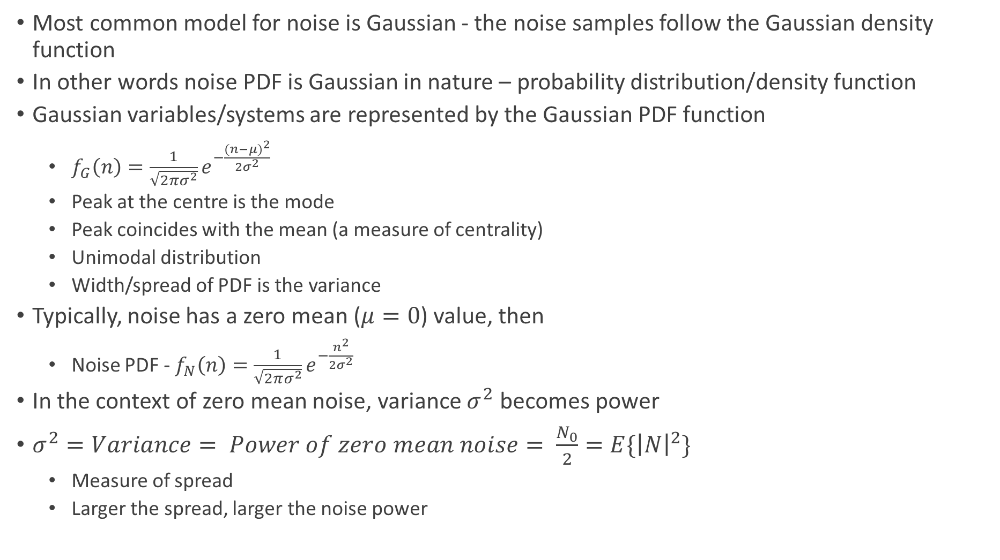 • Most common model for noise is Gaussian - the noise samples follow the Gaussian density
function
• In other words noise PDF is Gaussian in nature – probability distribution/density function
• Gaussian variables/systems are represented by the Gaussian PDF function
• $f_G(n) = \frac{1}{\sqrt{2\pi\sigma^2}} e^{-\frac{(n-\mu)^2}{2\sigma^2}}$
• Peak at the centre is the mode
• Peak coincides with the mean (a measure of centrality)
• Unimodal distribution
• Width/spread of PDF is the variance
• Typically, noise has a zero mean ($\mu = 0$) value, then
• Noise PDF - $f_N(n) = \frac{1}{\sqrt{2\pi\sigma^2}} e^{-\frac{n^2}{2\sigma^2}}$
• In the context of zero mean noise, variance $\sigma^2$ becomes power
• $\sigma^2 = Variance = Power\ of\ zero\ mean\ noise = \frac{N_0}{2} = E\{|N|^2\}$
• Measure of spread
• Larger the spread, larger the noise power